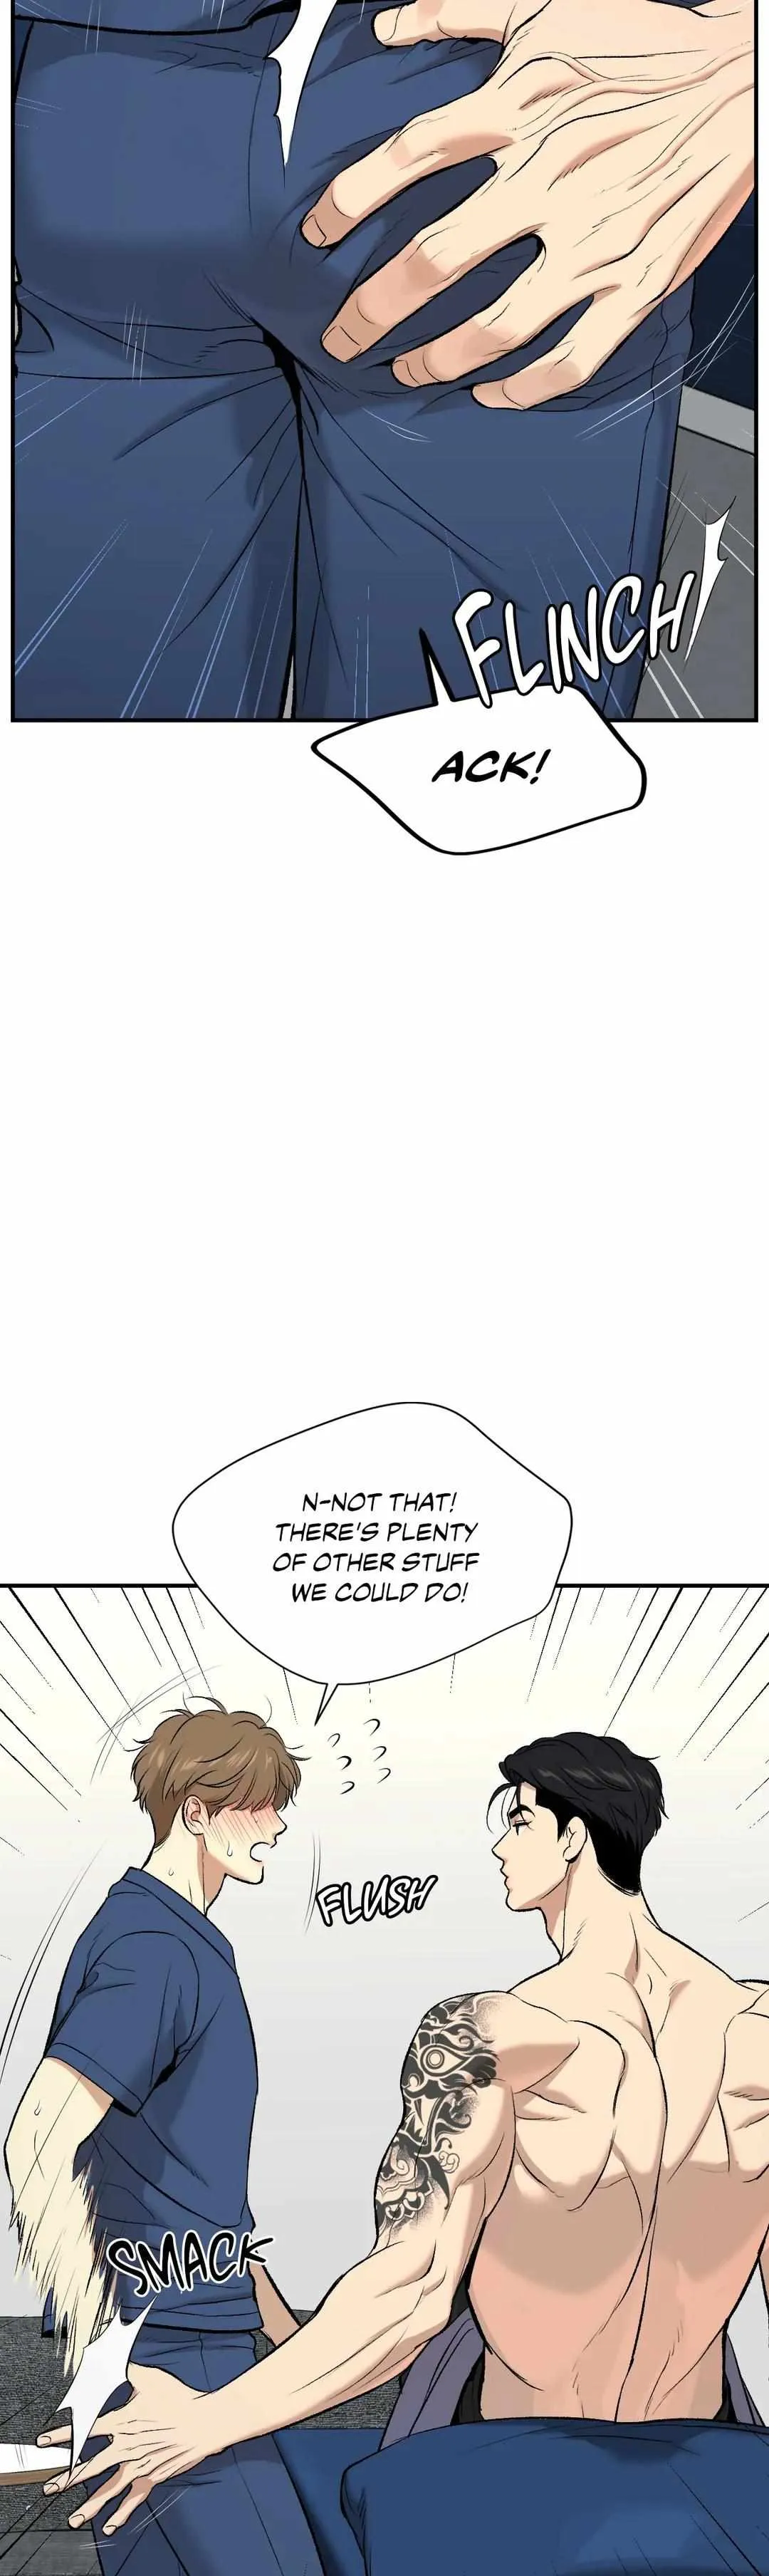 FLINCH
ACK!
N-NOT THAT!
THERE'S PLENTY
OF OTHER STUFF
WE COULD DO!
FLUSH
SMACK